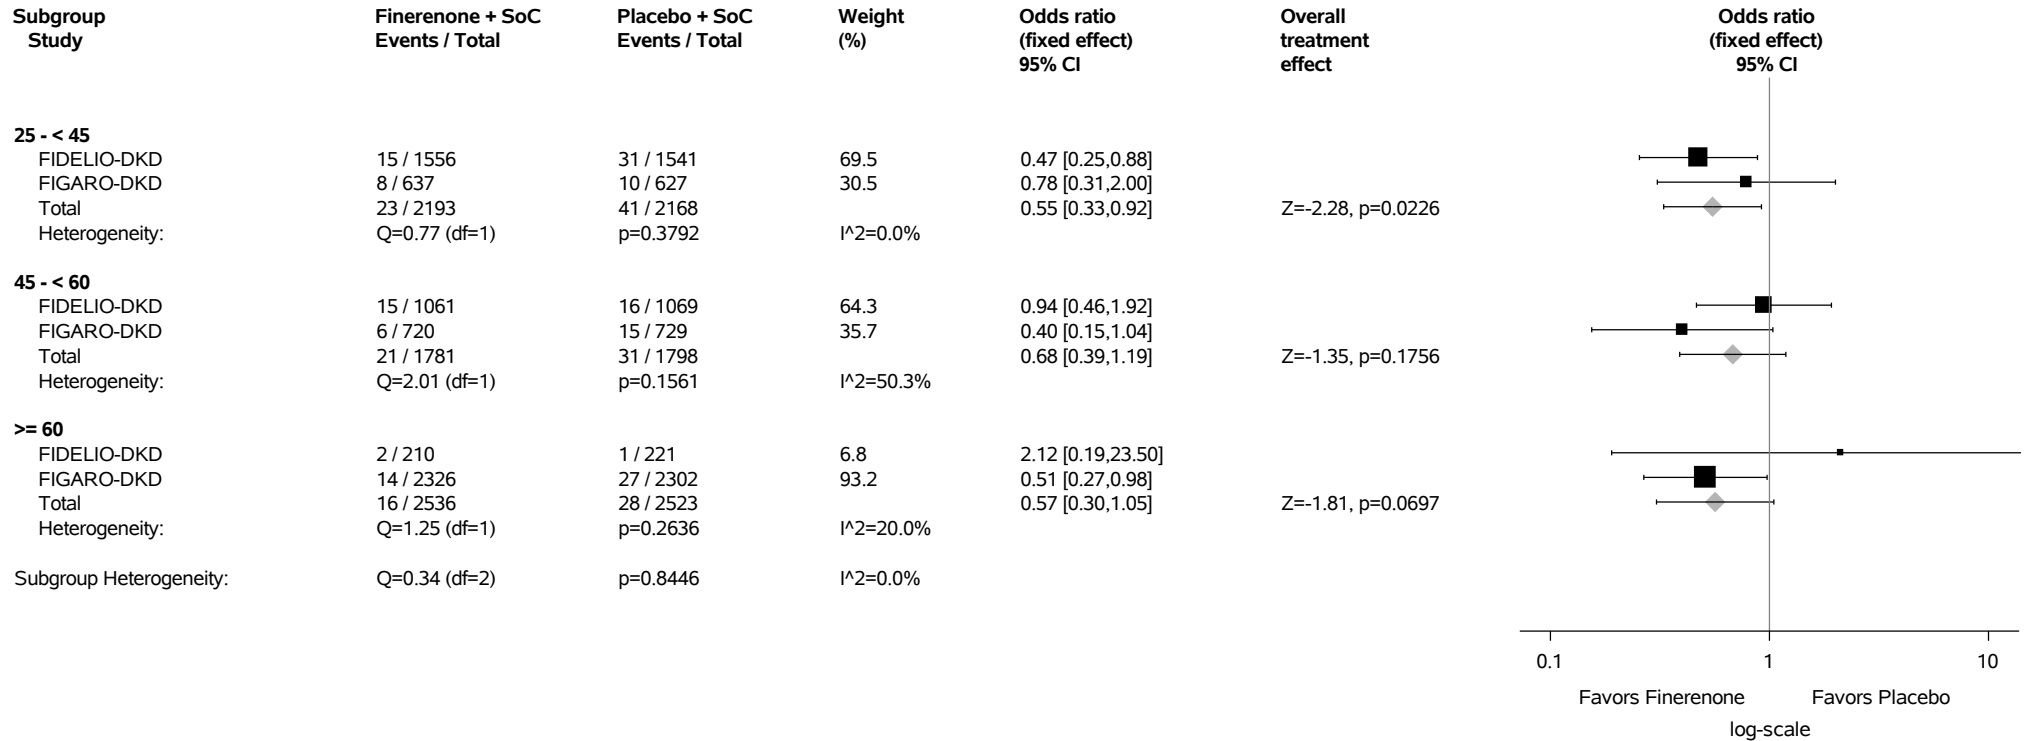 Subgroup Finerenone + SoC Placebo + SoC Weight Odds ratio Overall Odds ratio
Study Events / Total Events / Total (%) (fixed effect) treatment (fixed effect)
95% CI effect 95% CI
25 - < 45
FIDELIO-DKD 15 / 1556 31 / 1541 69.5 0.47 [0.25,0.88]
FIGARO-DKD 8 / 637 10 / 627 30.5 0.78 [0.31,2.00]
Total 23 / 2193 41 / 2168 0.55 [0.33,0.92] Z=-2.28, p=0.0226
Heterogeneity: Q=0.77 (df=1) p=0.3792 I^2=0.0%
45 - < 60
FIDELIO-DKD 15 / 1061 16 / 1069 64.3 0.94 [0.46,1.92]
FIGARO-DKD 6 / 720 15 / 729 35.7 0.40 [0.15,1.04]
Total 21 / 1781 31 / 1798 0.68 [0.39,1.19] Z=-1.35, p=0.1756
Heterogeneity: Q=2.01 (df=1) p=0.1561 I^2=50.3%
>= 60
FIDELIO-DKD 2 / 210 1 / 221 6.8 2.12 [0.19,23.50]
FIGARO-DKD 14 / 2326 27 / 2302 93.2 0.51 [0.27,0.98]
Total 16 / 2536 28 / 2523 0.57 [0.30,1.05] Z=-1.81, p=0.0697
Heterogeneity: Q=1.25 (df=1) p=0.2636 I^2=20.0%
Subgroup Heterogeneity: Q=0.34 (df=2) p=0.8446 I^2=0.0%
0.1 1 10
Favors Finerenone Favors Placebo
log-scale